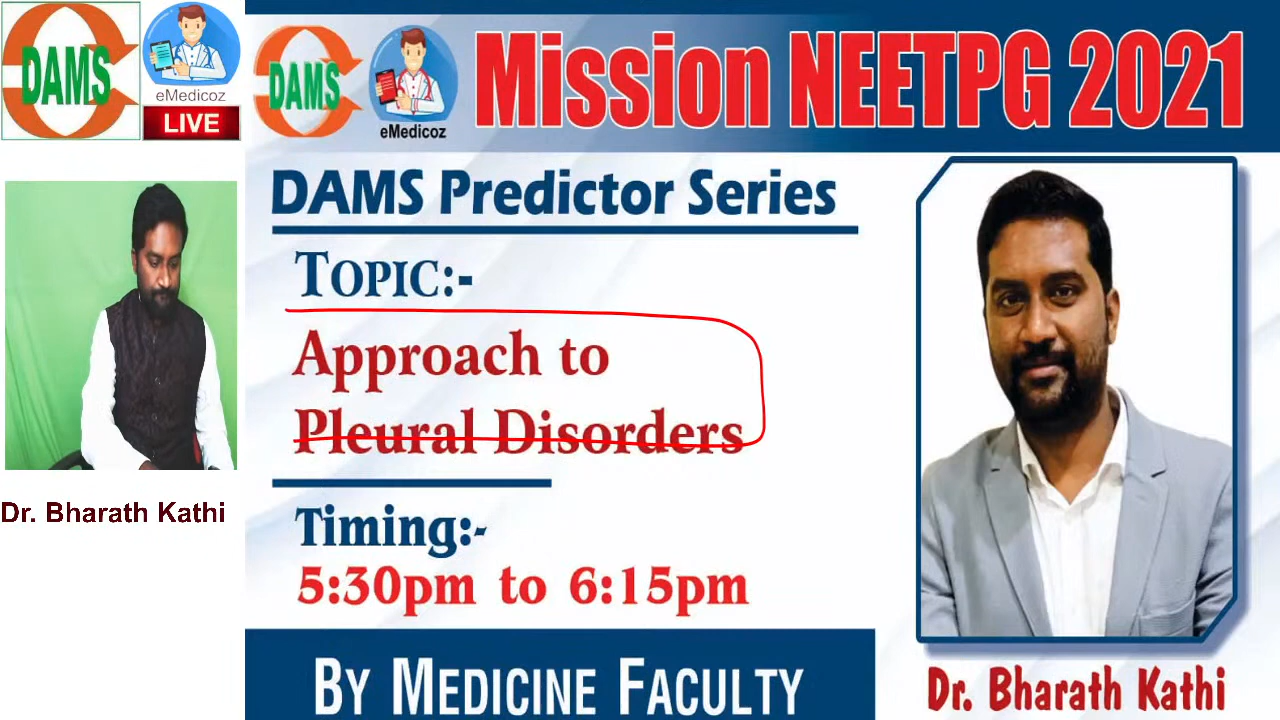 DAMS
eMedicoz
LIVE
Dr. Bharath Kathi
DAMS
eMedicoz
Mission NEETPG 2021
DAMS Predictor Series
TOPIC:-
Approach to
Pleural Disorders
Timing:-
5:30pm to 6:15pm
BY MEDICINE FACULTY
Dr. Bharath Kathi